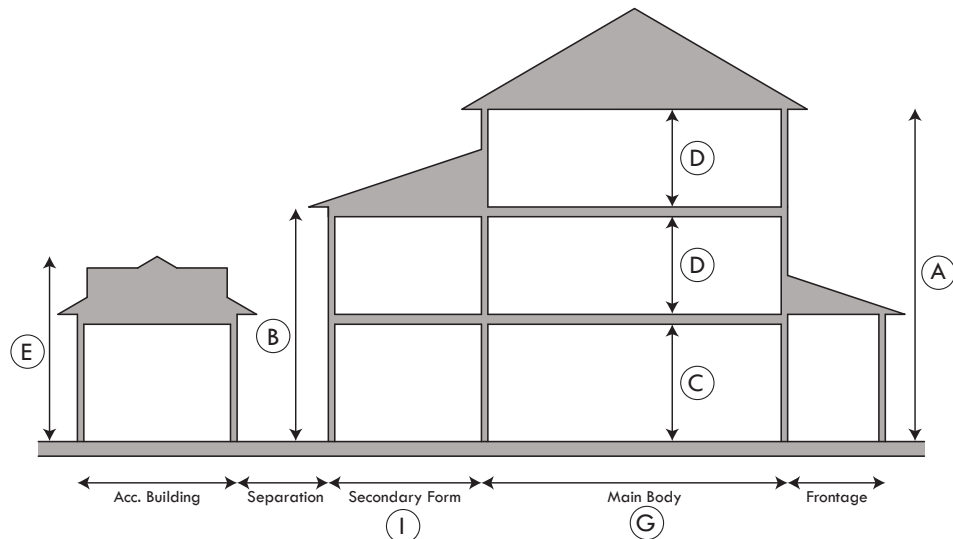 D
D
A
B
E
C
Acc. Building
Separation
Secondary Form
Main Body
Frontage
I
G